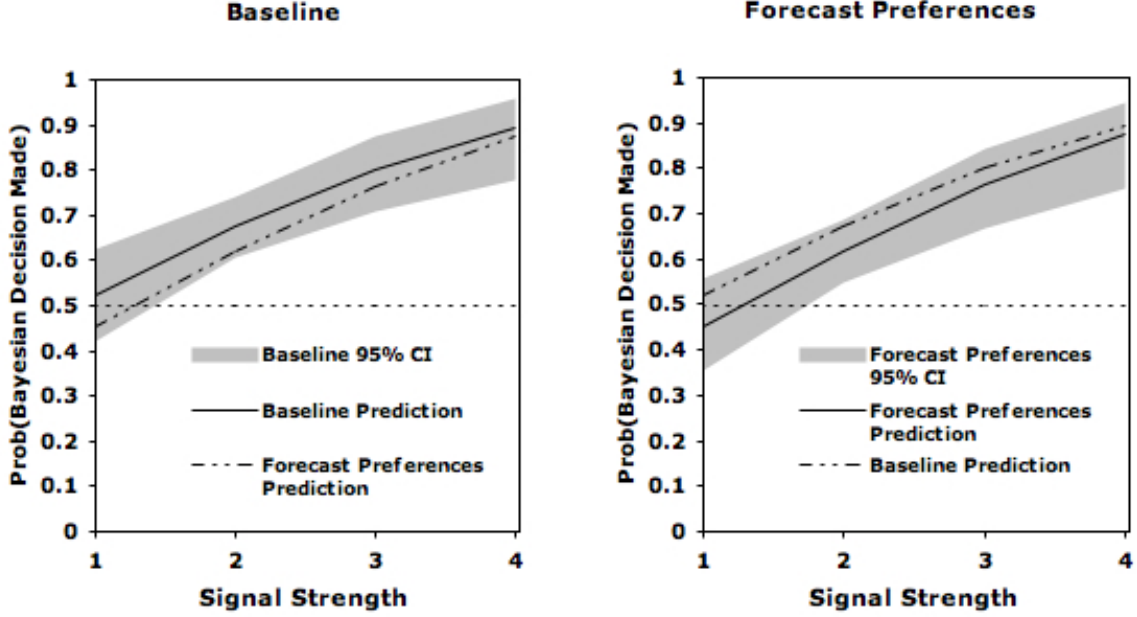 Baseline
Prob(Bayesian Decision Made)
1
0.9
0.8
0.7
0.6
0.5
0.4
0.3
0.2
0.1
0
Baseline 95% CI
Baseline Prediction
Forecast Preferences
Prediction
1 2 3 4
Signal Strength
Forecast Preferences
Prob(Bayesian Decision Made)
1
0.9
0.8
0.7
0.6
0.5
0.4
0.3
0.2
0.1
0
Forecast Preferences
95% CI
Forecast Preferences
Prediction
Baseline Prediction
1 2 3 4
Signal Strength